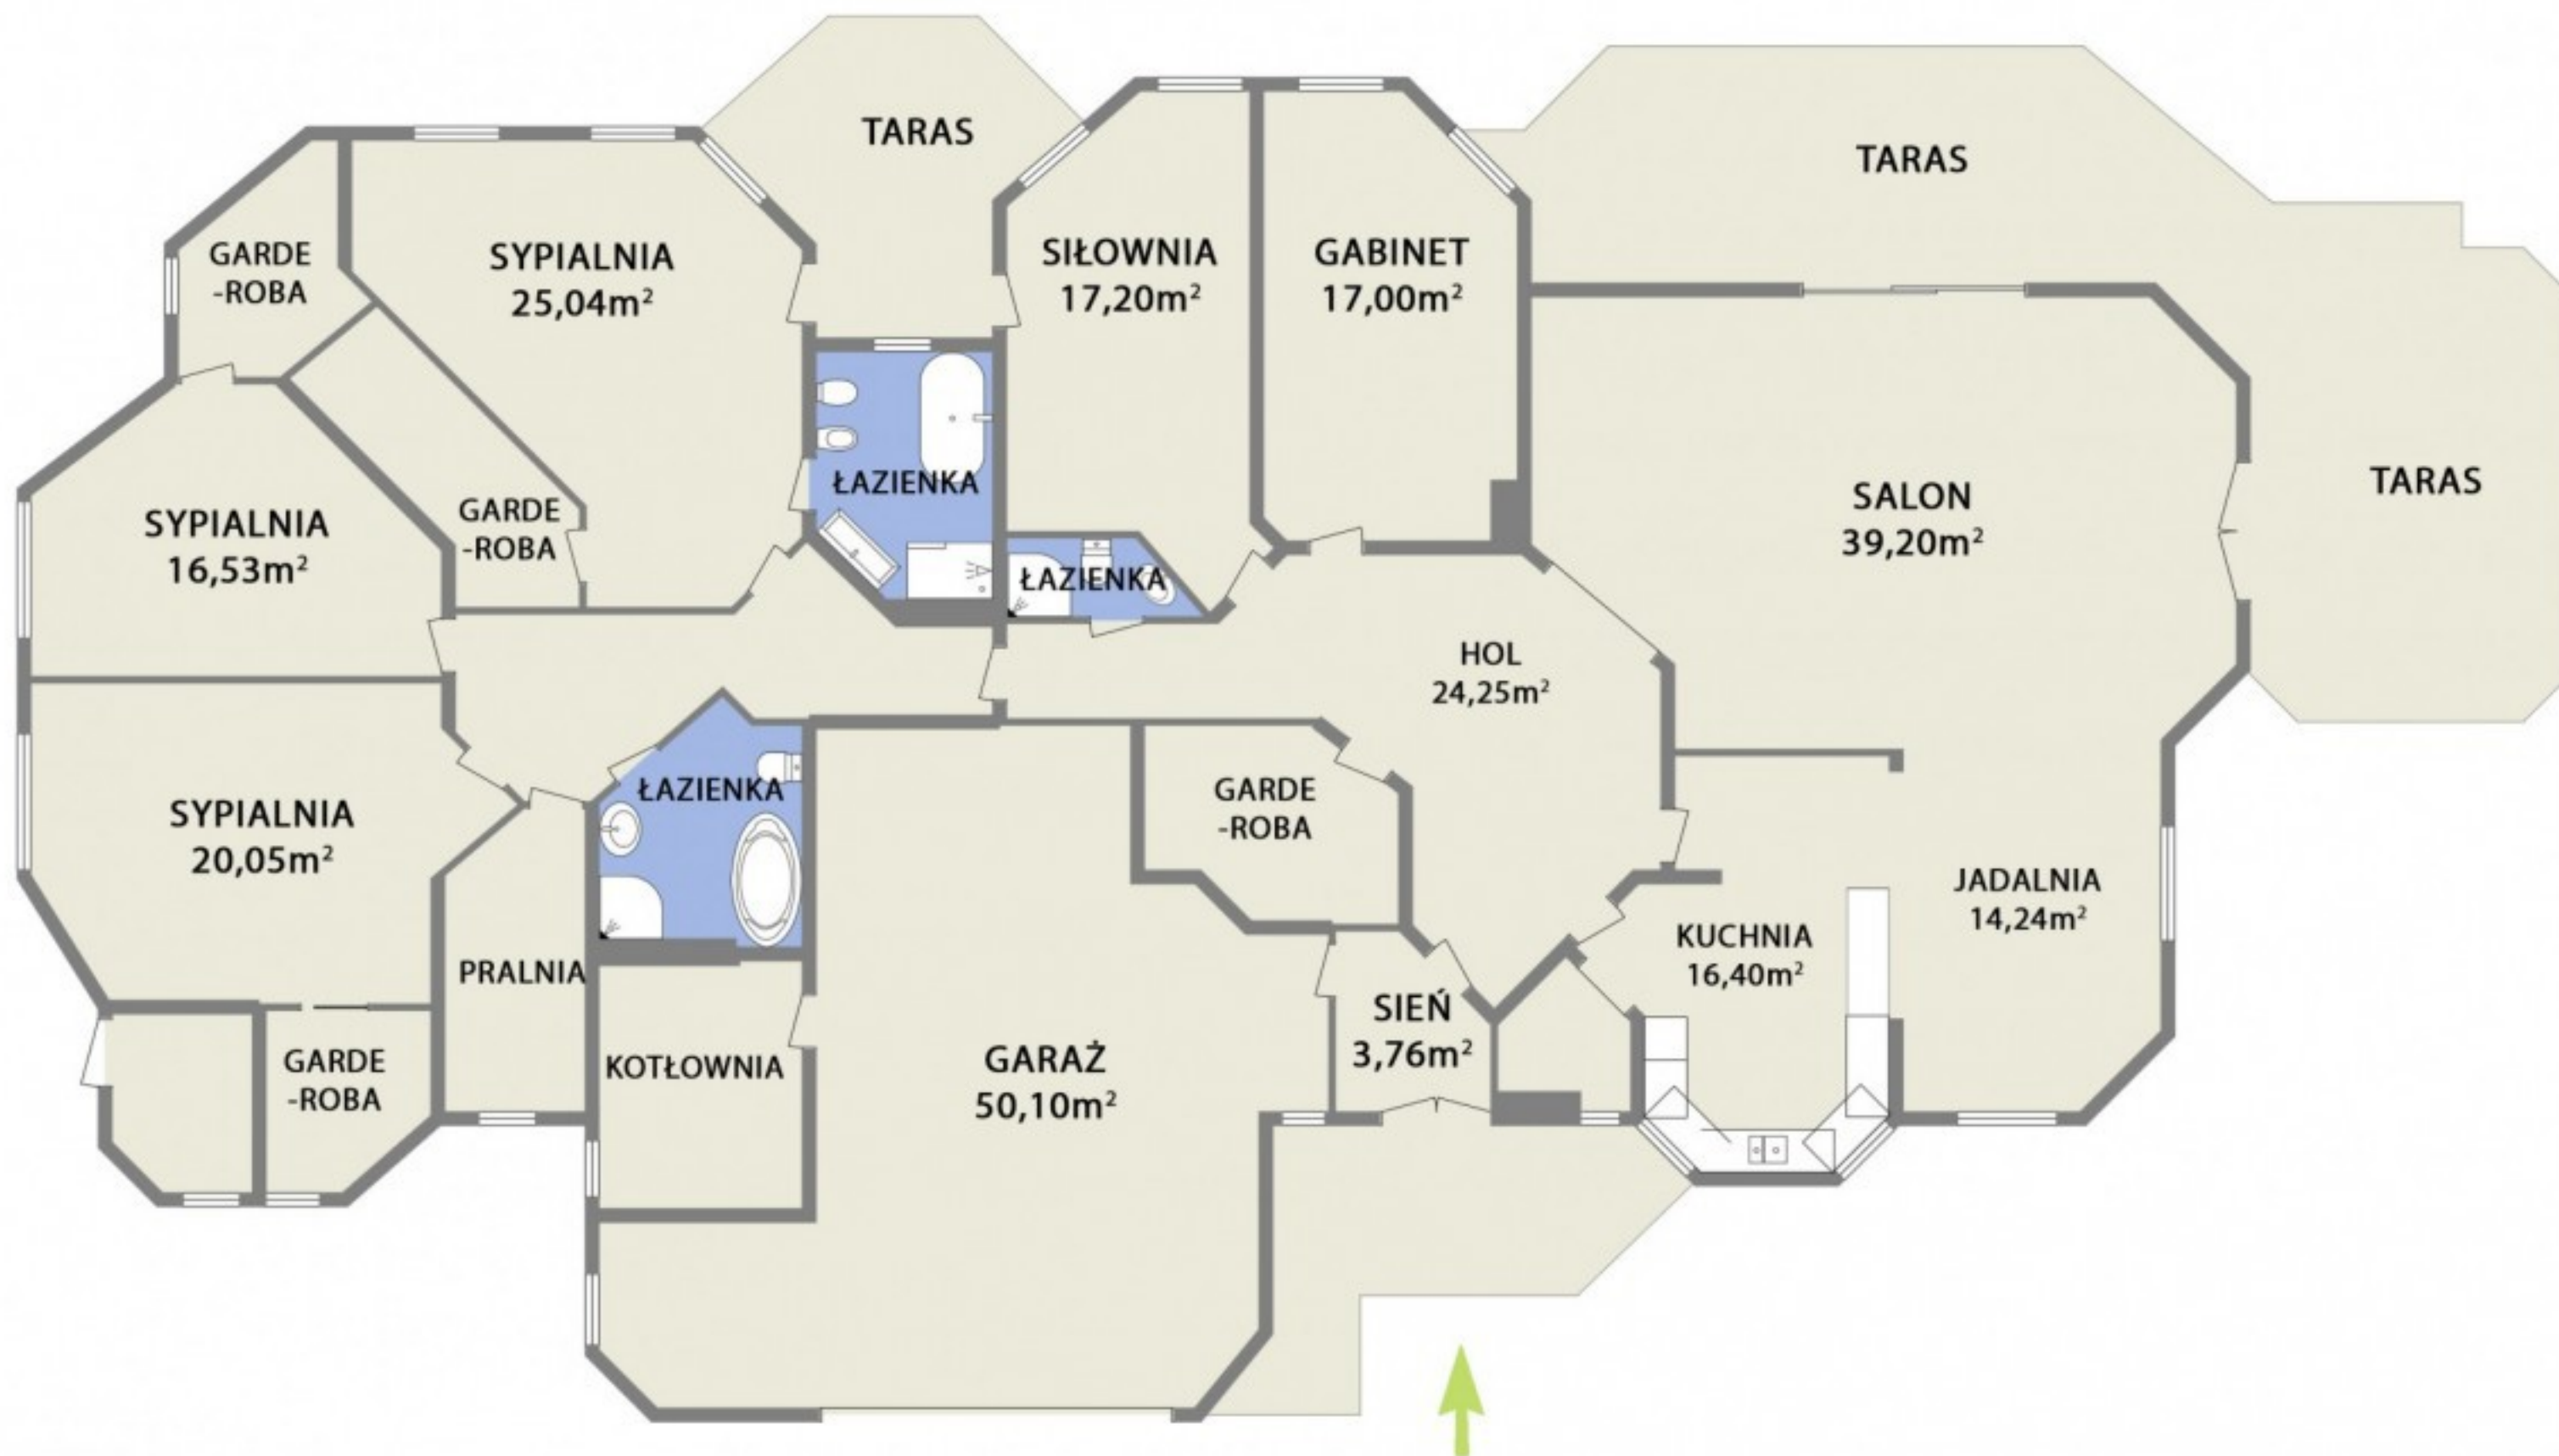 TARAS
TARAS
GARDE
-ROBA
SYPIALNIA
25,04m²
SIŁOWNIA
17,20m²
GABINET
17,00m²
ŁAZIENKA
SALON
39,20m²
TARAS
SYPIALNIA
16,53m²
GARDE
-ROBA
ŁAZIENKA
HOL
24,25m²
SYPIALNIA
20,05m²
ŁAZIENKA
GARDE
-ROBA
JADALNIA
14,24m²
KUCHNIA
16,40m²
PRALNIA
SIEŃ
3,76m²
GARDE
-ROBA
KOTŁOWNIA
GARAŻ
50,10m²